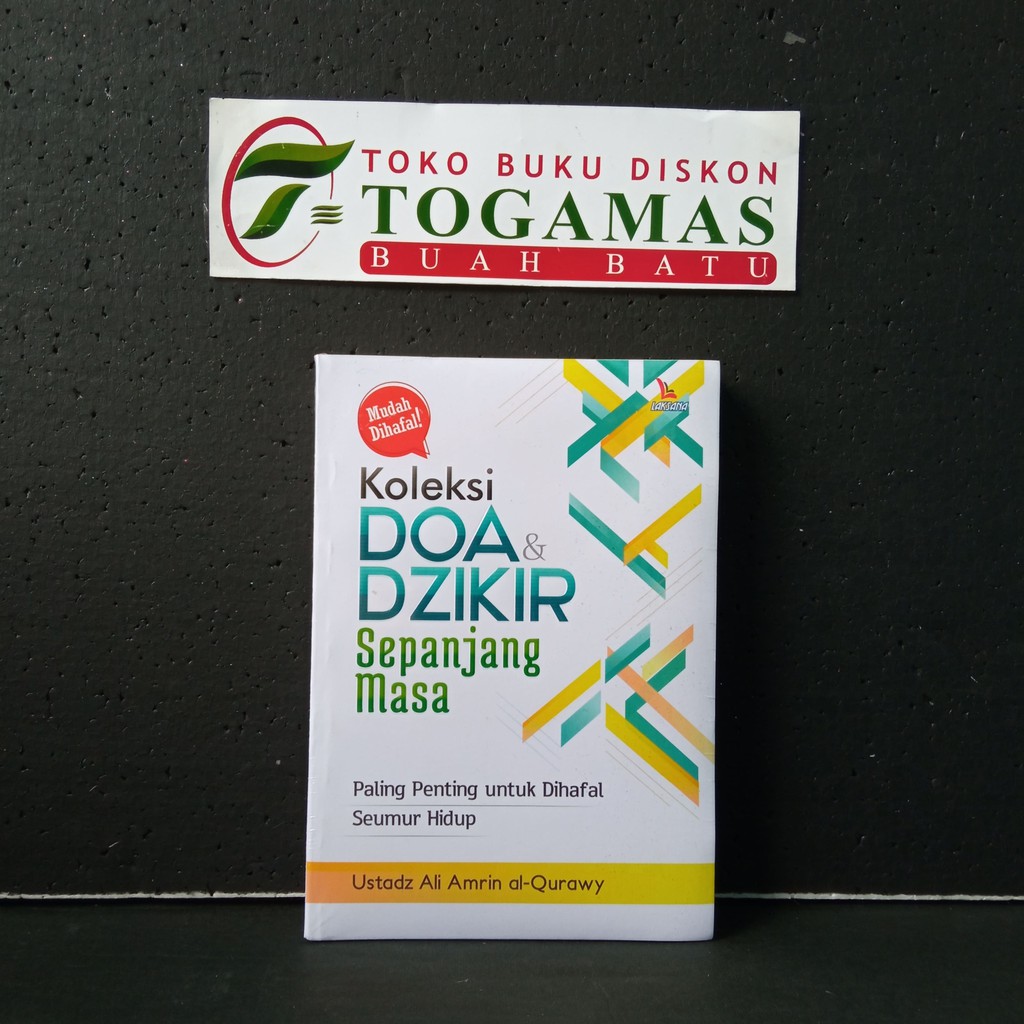 TOKO BUKU DISKON
TOGAMAS
BUAH BATU
Mudah
Dihafal!
LAKSANA
Koleksi
DOA &
DZIKIR
Sepanjang
Masa
Paling Penting untuk Dihafal
Seumur Hidup
Ustadz Ali Amrin al-Qurawy